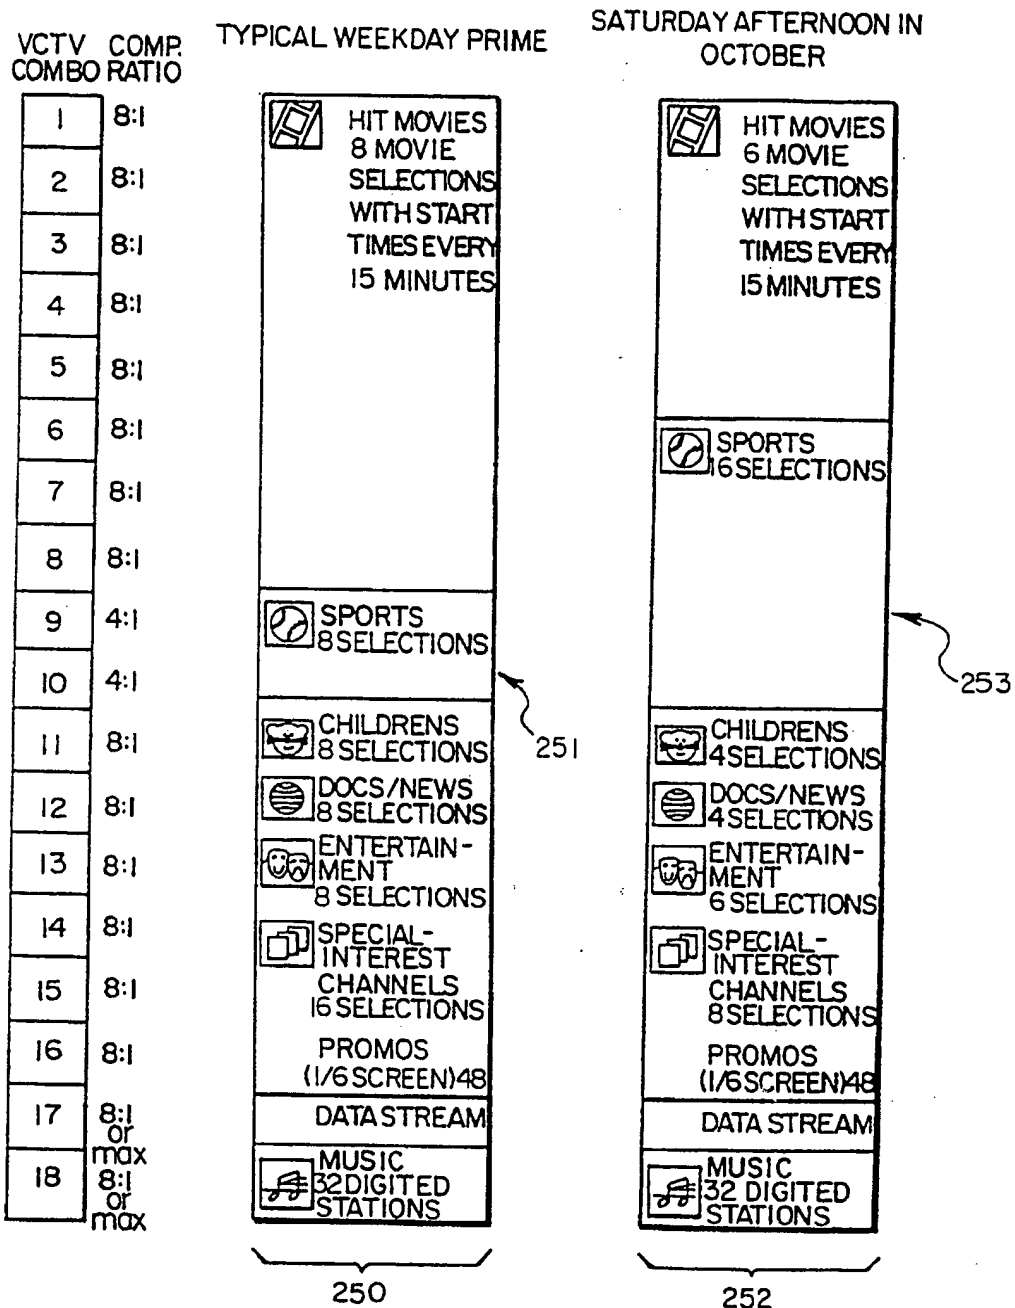 VCTV COMP.
COMBO RATIO
TYPICAL WEEKDAY PRIME
SATURDAY AFTERNOON IN
OCTOBER
1 8:1
2 8:1
3 8:1
4 8:1
5 8:1
6 8:1
7 8:1
8 8:1
9 4:1
10 4:1
11 8:1
12 8:1
13 8:1
14 8:1
15 8:1
16 8:1
17 8:1
or
max
18 8:1
or
max
HIT MOVIES
8 MOVIE
SELECTIONS
WITH START
TIMES EVERY
15 MINUTES
SPORTS
8 SELECTIONS
251
CHILDRENS
8 SELECTIONS
DOCS/NEWS
8 SELECTIONS
ENTERTAIN-
MENT
8 SELECTIONS
SPECIAL-
INTEREST
CHANNELS
16 SELECTIONS
PROMOS
(1/6 SCREEN) 48
DATA STREAM
MUSIC
32 DIGITED
STATIONS
250
HIT MOVIES
6 MOVIE
SELECTIONS
WITH START
TIMES EVERY
15 MINUTES
SPORTS
16 SELECTIONS
253
CHILDRENS
4 SELECTIONS
DOCS/NEWS
4 SELECTIONS
ENTERTAIN-
MENT
6 SELECTIONS
SPECIAL-
INTEREST
CHANNELS
8 SELECTIONS
PROMOS
(1/6 SCREEN) 48
DATA STREAM
MUSIC
32 DIGITED
STATIONS
252